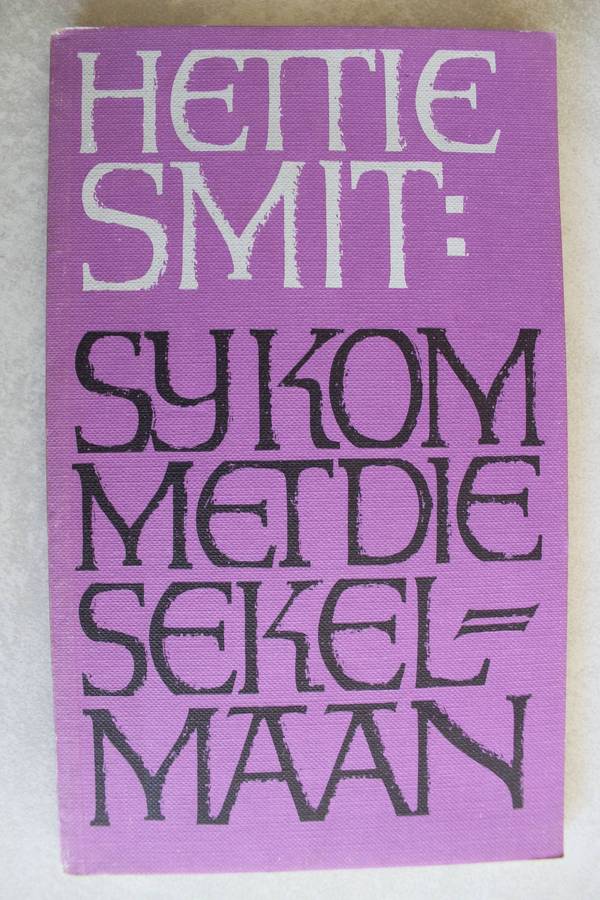 HETTIE
SMIT:
SY KOM
MET DIE
SEKEL=
MAAN